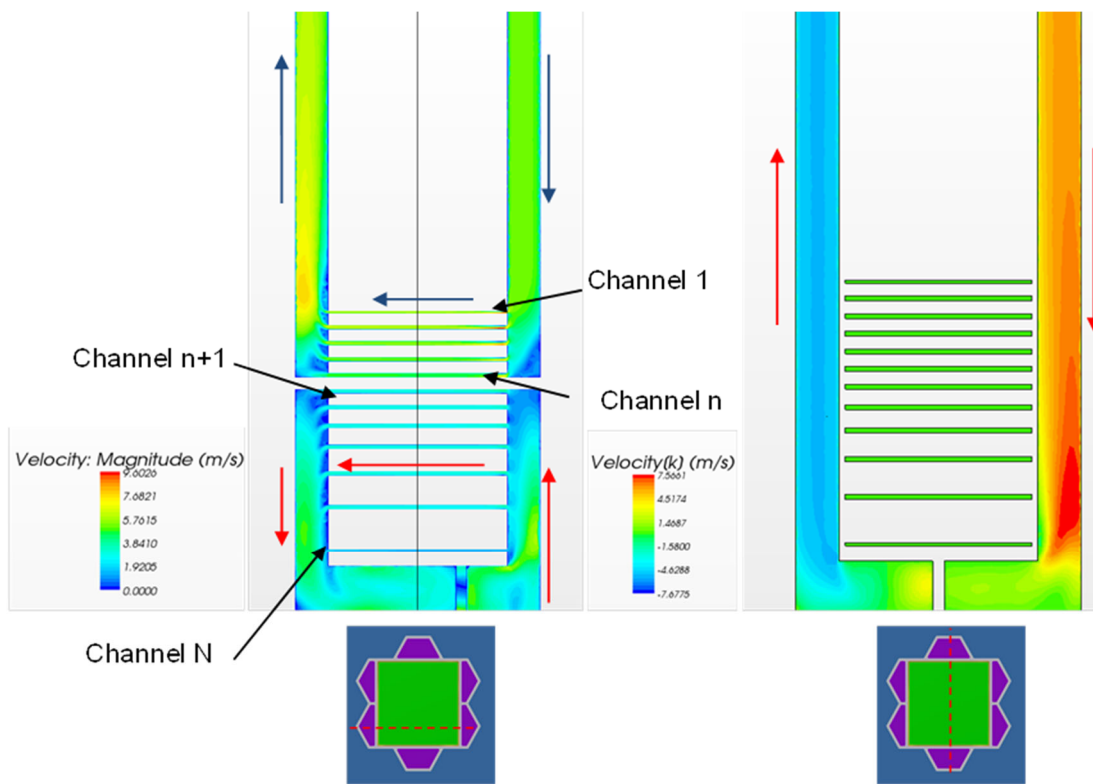 Channel 1
Channel n+1
Channel n
Velocity: Magnitude (m/s)
9.6026
7.6821
5.7615
3.8410
1.9205
0.0000
Velocity[k] (m/s)
7.5661
4.5174
1.4687
-1.5800
-4.6288
-7.6775
Channel N